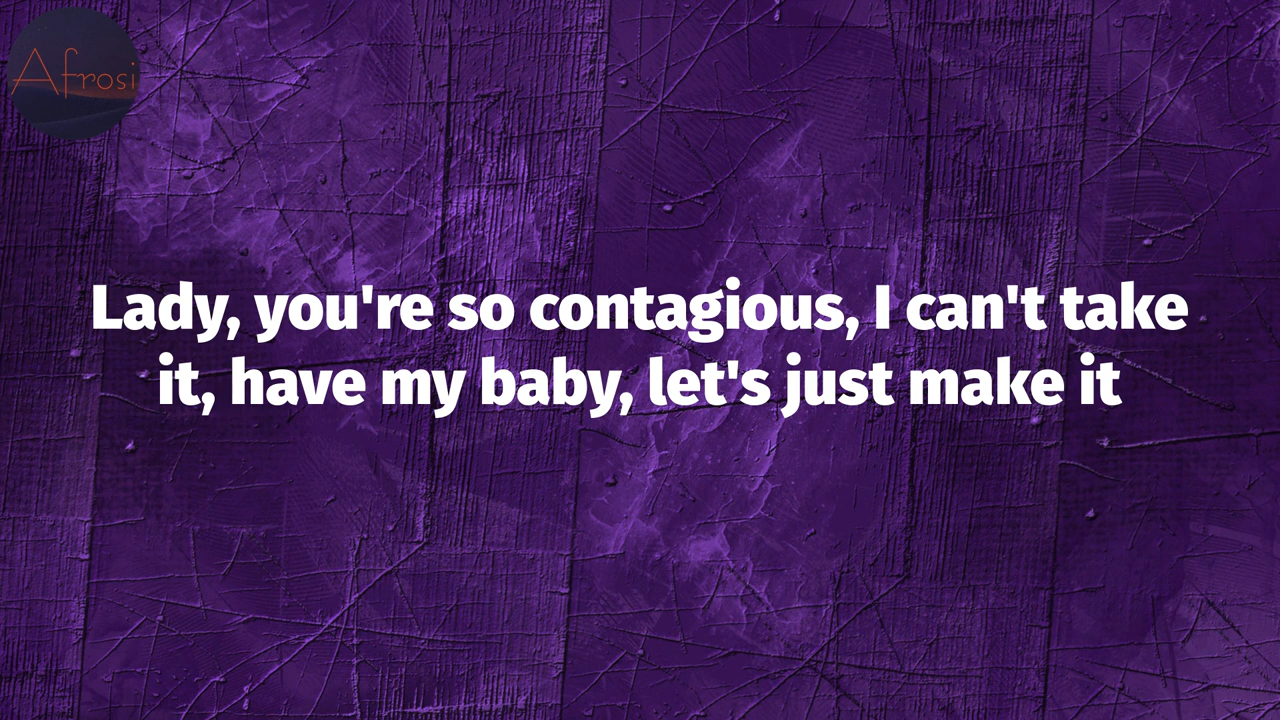 Afrosi
Lady, you're so contagious, I can't take
it, have my baby, let's just make it